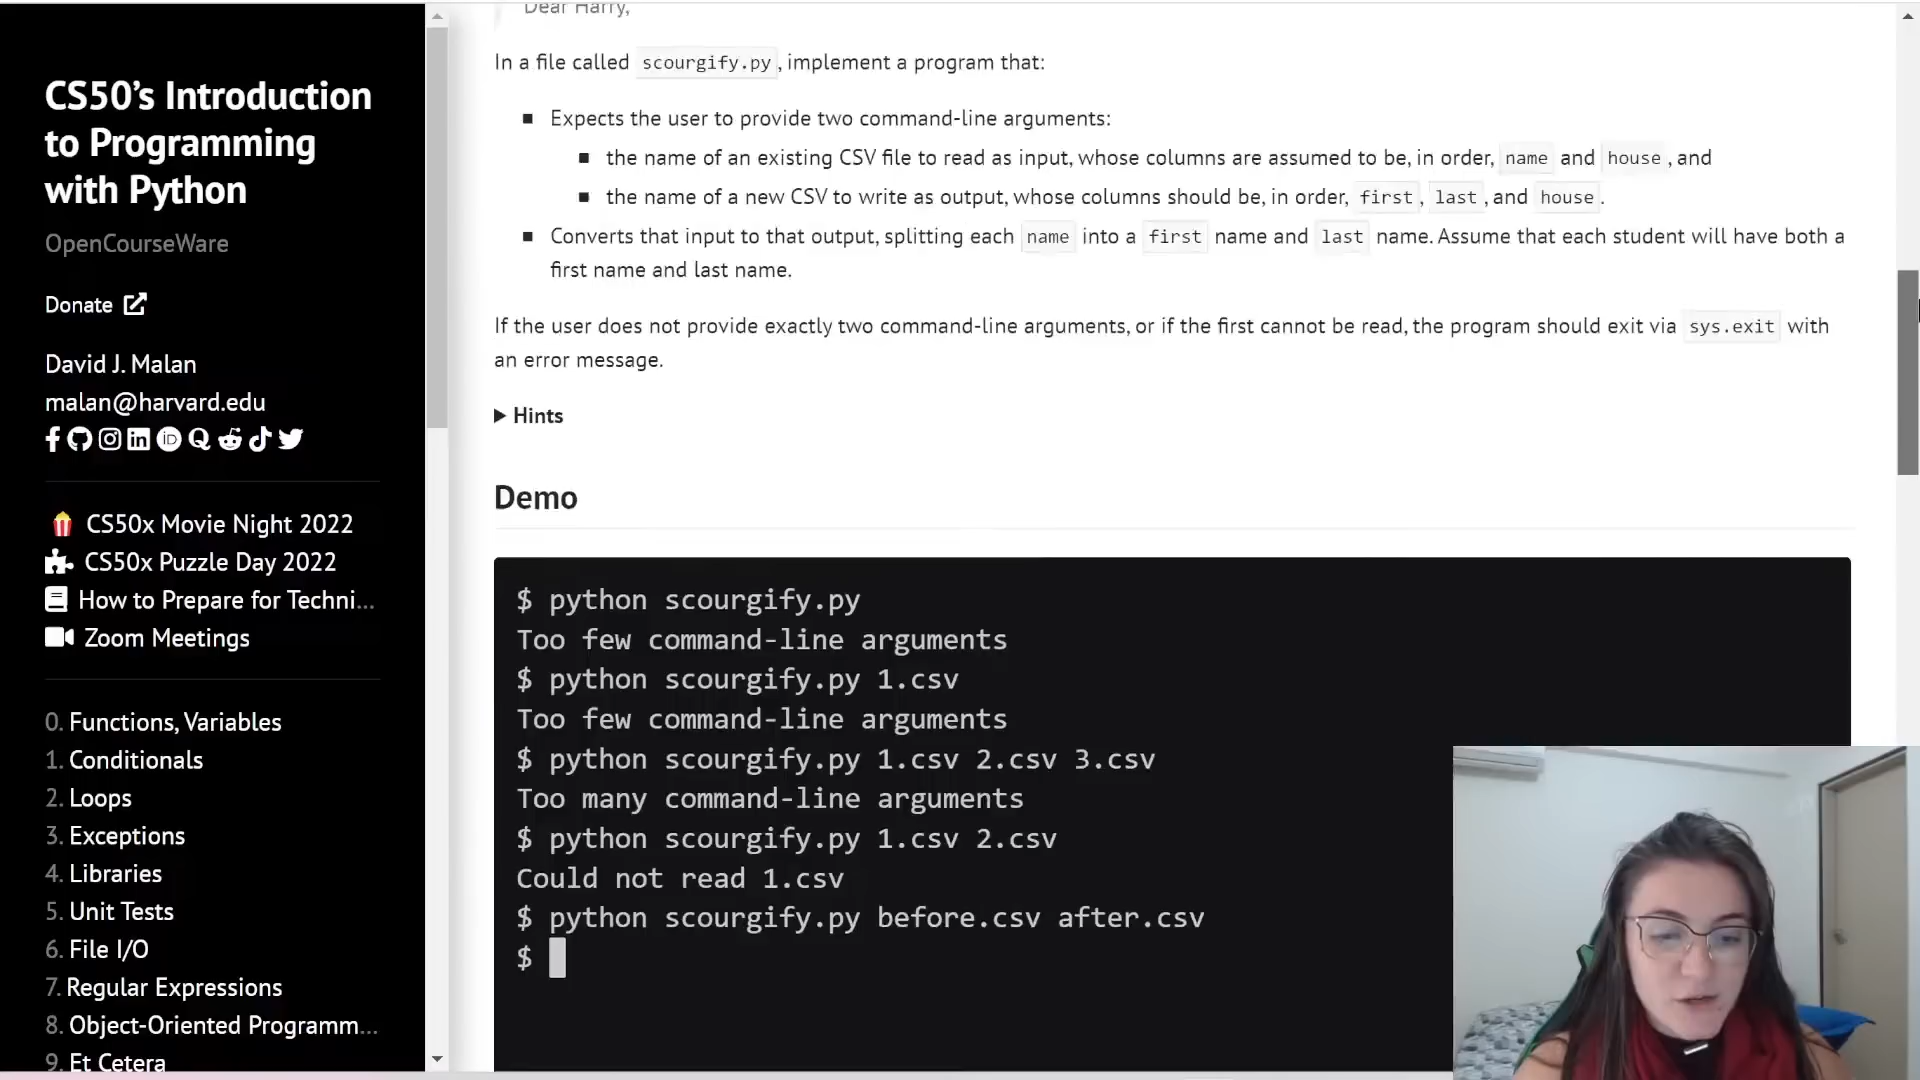 CS50’s Introduction
to Programming
with Python
OpenCourseWare
Donate
David J. Malan
malan@harvard.edu
CS50x Movie Night 2022
CS50x Puzzle Day 2022
How to Prepare for Techni...
Zoom Meetings
0. Functions, Variables
1. Conditionals
2. Loops
3. Exceptions
4. Libraries
5. Unit Tests
6. File I/O
7. Regular Expressions
8. Object-Oriented Programm...
9. Et Cetera
Dear Harry,
In a file called scourgify.py, implement a program that:
Expects the user to provide two command-line arguments:
the name of an existing CSV file to read as input, whose columns are assumed to be, in order, name and house, and
the name of a new CSV to write as output, whose columns should be, in order, first, last, and house.
Converts that input to that output, splitting each name into a first name and last name. Assume that each student will have both a
first name and last name.
If the user does not provide exactly two command-line arguments, or if the first cannot be read, the program should exit via sys.exit with
an error message.
Hints
Demo
$ python scourgify.py
Too few command-line arguments
$ python scourgify.py 1.csv
Too few command-line arguments
$ python scourgify.py 1.csv 2.csv 3.csv
Too many command-line arguments
$ python scourgify.py 1.csv 2.csv
Could not read 1.csv
$ python scourgify.py before.csv after.csv
$